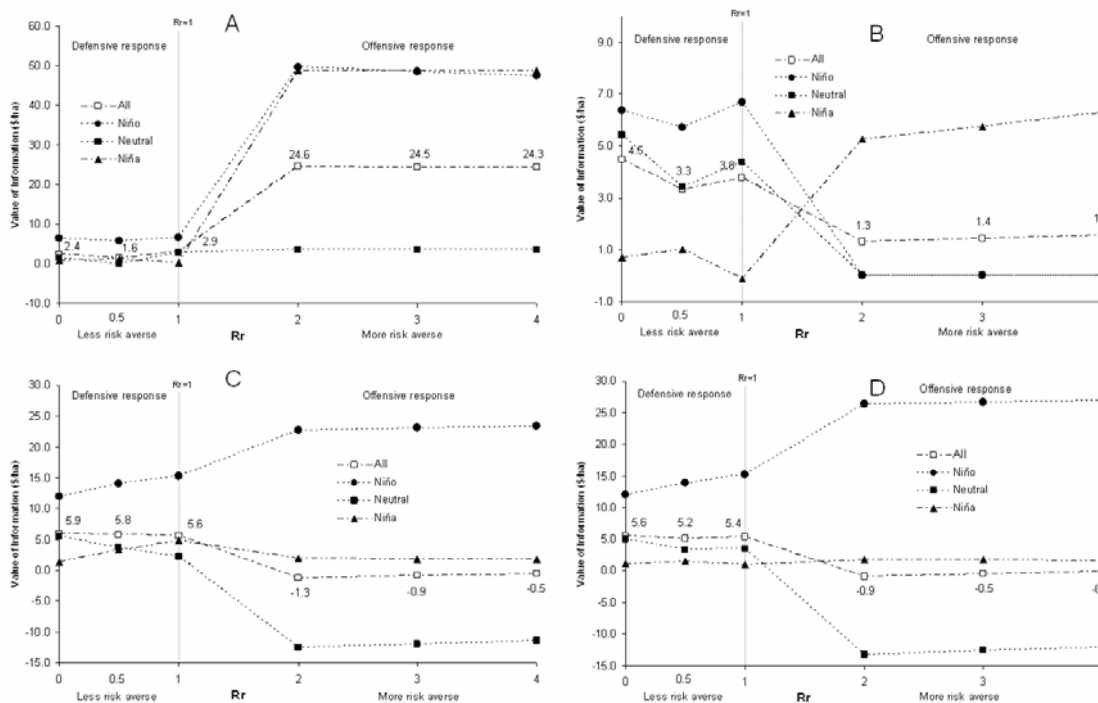 A
Rr=1
60.0
Defensive response
Offensive response
50.0
40.0
30.0
20.0
10.0
0.0
-10.0
Value of Information ($/ha)
All
Niño
Neutral
Niña
2.4
1.6
2.9
24.6
24.5
24.3
0
0.5
1
2
3
4
Less risk averse
Rr
More risk averse
B
Rr=1
9.0
Defensive response
Offensive response
7.0
5.0
3.0
1.0
-1.0
Value of Information ($/ha)
All
Niño
Neutral
Niña
3.3
3.8
1.3
1.4
0
0.5
1
2
3
Less risk averse
Rr
More risk averse
C
Rr=1
30.0
Defensive response
Offensive response
25.0
20.0
15.0
10.0
5.0
0.0
-5.0
-10.0
-15.0
Value of Information ($/ha)
All
Niño
Neutral
Niña
5.9
5.8
5.6
-1.3
-0.9
-0.5
0
0.5
1
2
3
4
Less risk averse
Rr
More risk averse
D
Rr=1
30.0
Defensive response
Offensive response
25.0
20.0
15.0
10.0
5.0
0.0
-5.0
-10.0
-15.0
Value of Information ($/ha)
All
Niño
Neutral
Niña
5.6
5.2
5.4
-0.9
-0.5
0
0.5
1
2
3
Less risk averse
Rr
More risk averse